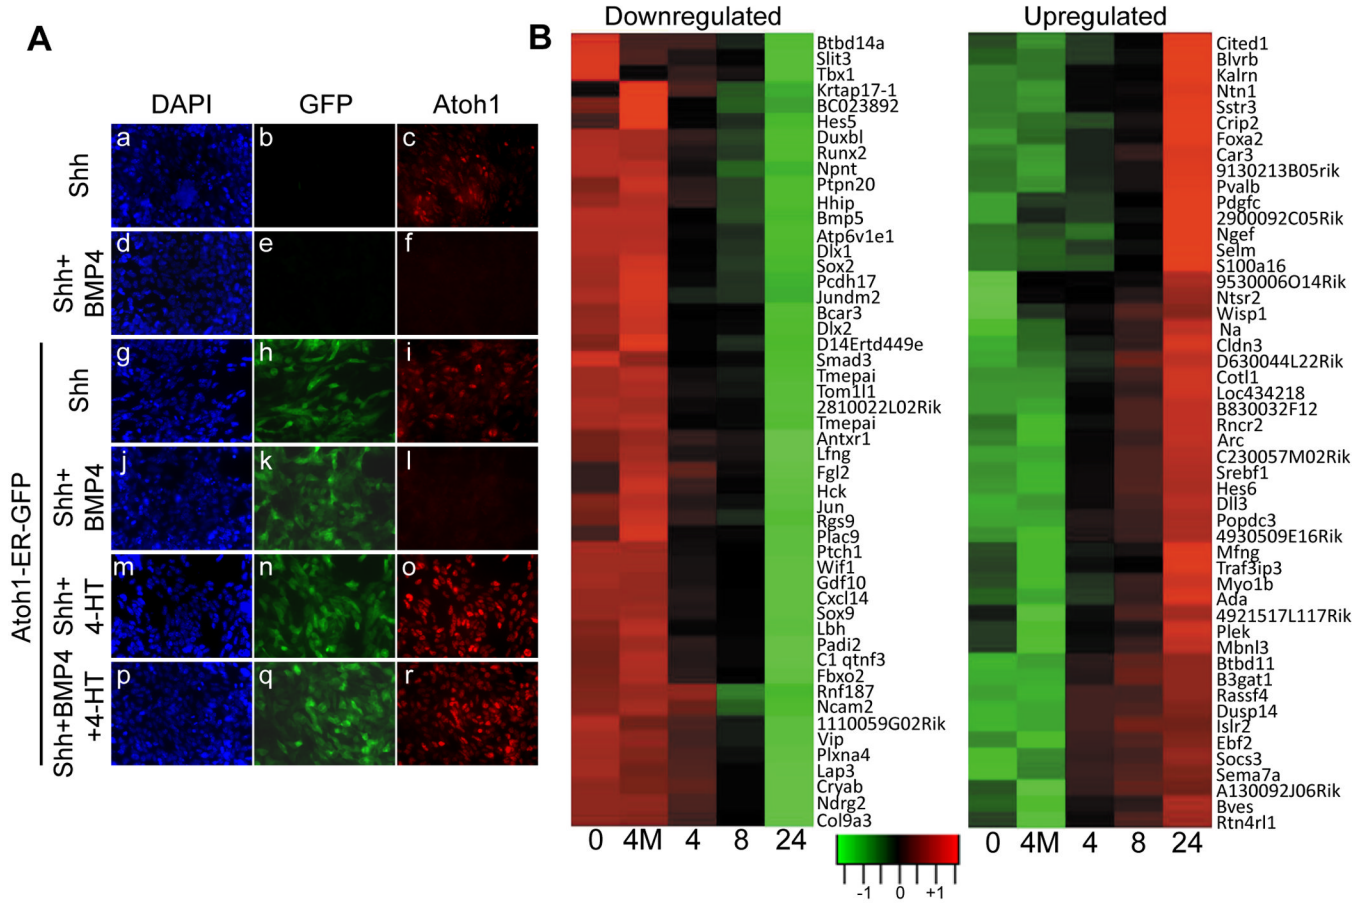 A
DAPI GFP Atoh1
Shh
a b c
Shh+
BMP4
d e f
Atoh1-ER-GFP
Shh
g h i
Shh+
BMP4
j k l
Shh+
4-HT
m n o
Shh+BMP4
+4-HT
p q r
B
Downregulated
Btbd14a
Slit3
Tbx1
Krtap17-1
BC023892
Hes5
Duxbl
Runx2
Npnt
Ptpn20
Hhip
Bmp5
Atp6v1e1
Dlx1
Sox2
Pcdh17
Jundm2
Bcar3
Dlx2
D14Ertd449e
Smad3
Tmepai
Tom1l1
2810022L02Rik
Tmepai
Antxr1
Lfng
Fgl2
Hck
Jun
Rgs9
Plac9
Ptch1
Wif1
Gdf10
Cxcl14
Sox9
Lbh
Padi2
C1 qtnf3
Fbxo2
Rnf187
Ncam2
1110059G02Rik
Vip
Plxna4
Lap3
Cryab
Ndrg2
Col9a3
0 4M 4 8 24
Upregulated
Cited1
Blvrb
Kalrn
Ntn1
Sstr3
Crip2
Foxa2
Car3
9130213B05rik
Pvalb
Pdgfc
2900092C05Rik
Ngef
Selm
S100a16
9530006O14Rik
Ntsr2
Wisp1
Na
Cldn3
D630044L22Rik
Cotl1
Loc434218
B830032F12
Rncr2
Arc
C230057M02Rik
Srebf1
Hes6
Dll3
Popdc3
4930509E16Rik
Mfng
Traf3ip3
Myo1b
Ada
4921517L117Rik
Plek
Mbnl3
Btbd11
B3gat1
Rassf4
Dusp14
Islr2
Ebf2
Socs3
Sema7a
A130092J06Rik
Bves
Rtn4rl1
0 4M 4 8 24
-1 0 +1